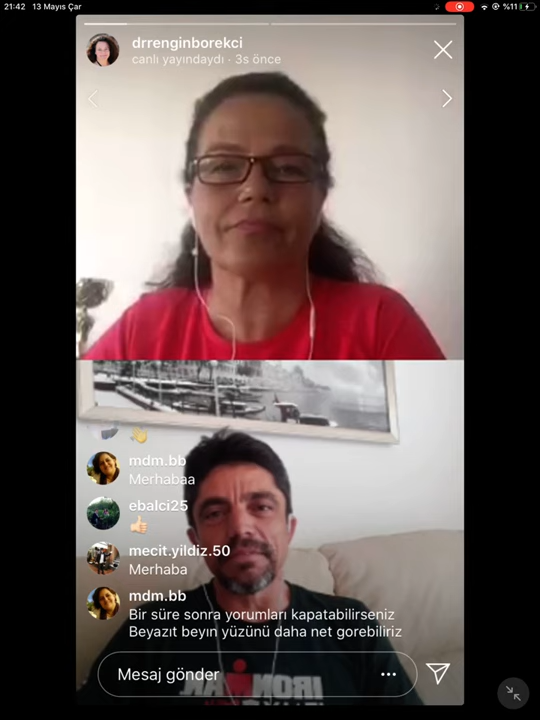 21:42 13 Mayıs Çar
%11
drrenginborekci
canlı yayındaydı · 3s önce
mdm.bb
Merhabaa
ebalci25
mecit.yildiz.50
Merhaba
mdm.bb
Bir süre sonra yorumları kapatabilirseniz
Beyazıt beyin yüzünü daha net gorebiliriz
Mesaj gönder
IRONMAN